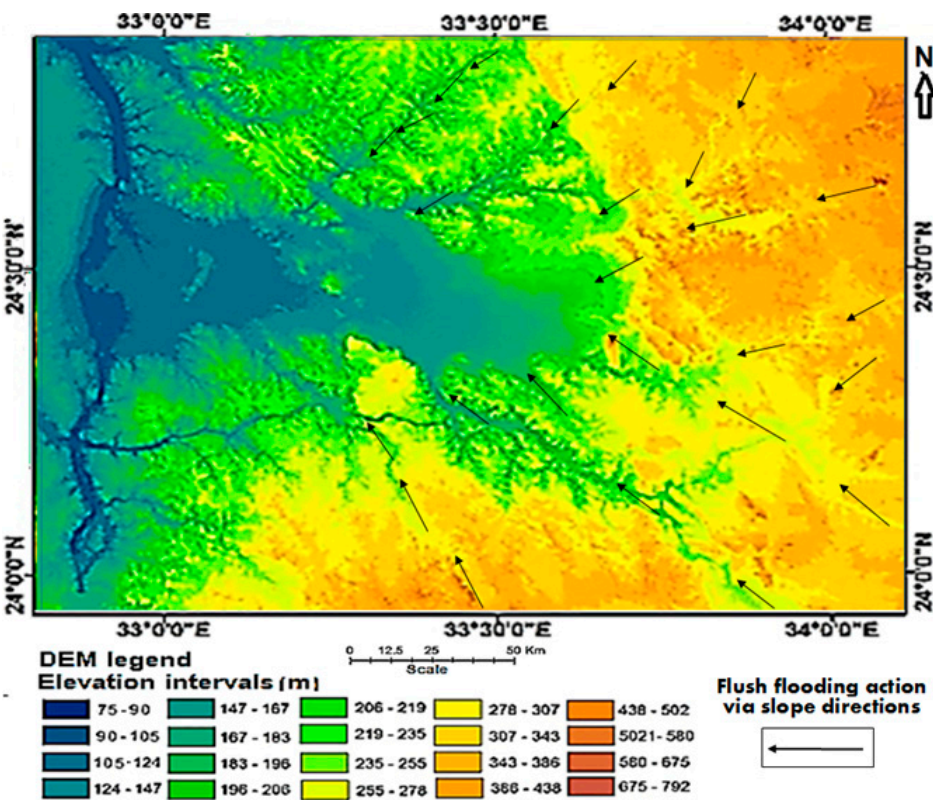 33°0'0"E 33°30'0"E 34°0'0"E
N
24°30'0"N 24°30'0"N
24°0'0"N 24°0'0"N
33°0'0"E 33°30'0"E 34°0'0"E
DEM legend
Elevation intervals (m)
0 12.5 25 50 Km
Scale
Flush flooding action
via slope directions
75 - 90 147 - 167 206 - 219 278 - 307 438 - 502
90 - 105 167 - 183 219 - 235 307 - 343 5021 - 580
105 - 124 183 - 196 235 - 255 343 - 386 580 - 675
124 - 147 196 - 206 255 - 278 386 - 438 675 - 792